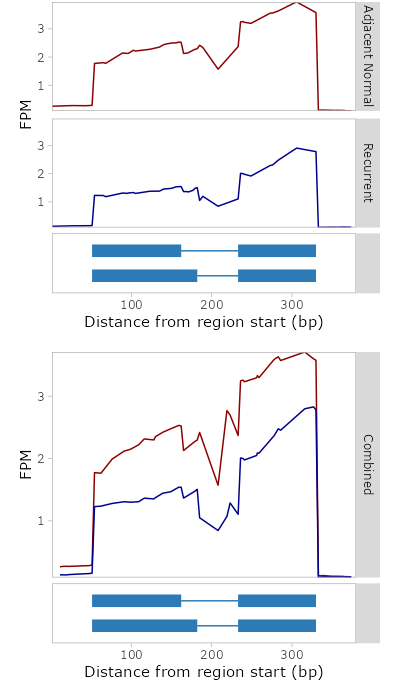 FPM
3
2
1
Adjacent Normal
3
2
1
Recurrent
100
200
300
Distance from region start (bp)
FPM
3
2
1
Combined
100
200
300
Distance from region start (bp)